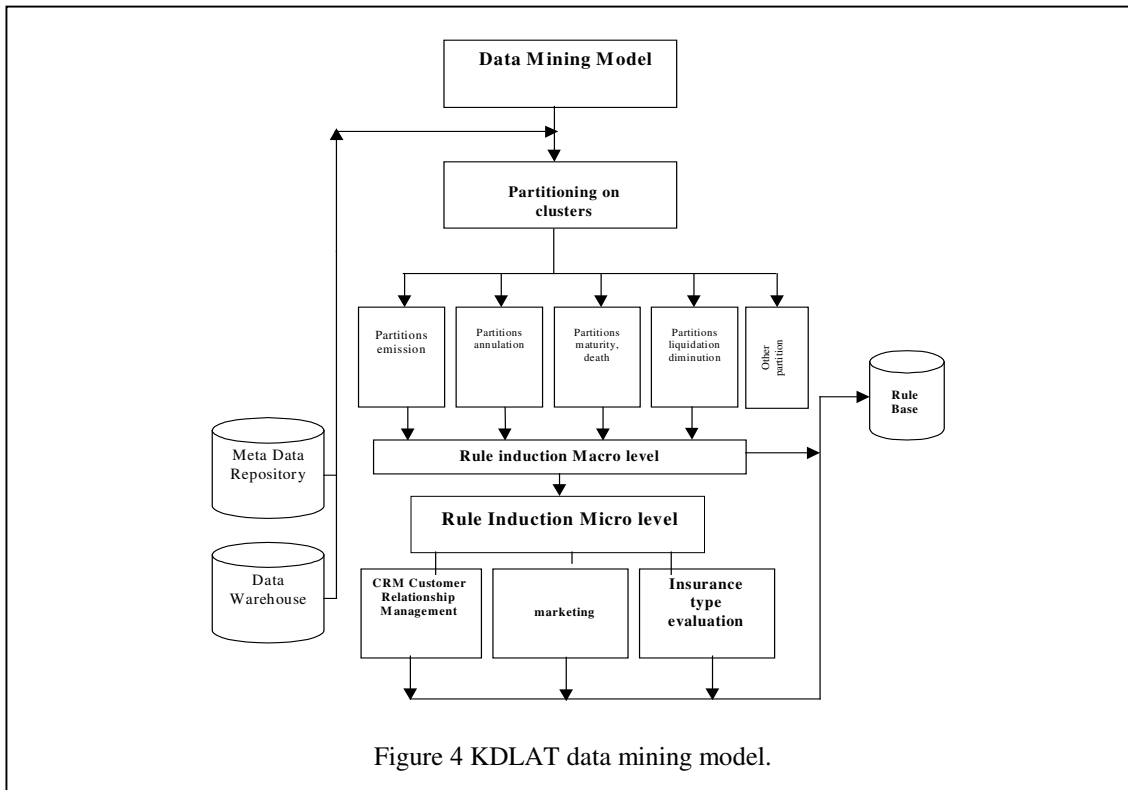 Data Mining Model
Partitioning on
clusters
Partitions
emission
Partitions
annulation
Partitions
maturity,
death
Partitions
liquidation
diminution
Other
partition
Rule
Base
Meta Data
Repository
Rule induction Macro level
Rule Induction Micro level
Data
Warehouse
CRM Customer
Relationship
Management
marketing
Insurance
type
evaluation
Figure 4 KDLAT data mining model.